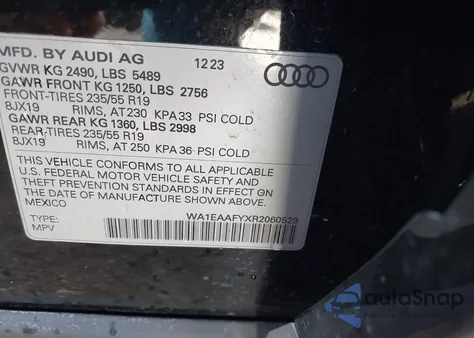 MFD. BY AUDI AG 12 23
GVWR KG 2490, LBS 5489
GAWR FRONT KG 1250, LBS 2756
FRONT-TIRES 235/55 R19
8JX19 RIMS, AT 230 KPA 33 PSI COLD
GAWR REAR KG 1360, LBS 2998
REAR-TIRES 235/55 R19
8JX19 RIMS, AT 250 KPA 36 PSI COLD
THIS VEHICLE CONFORMS TO ALL APPLICABLE
U.S. FEDERAL MOTOR VEHICLE SAFETY AND
THEFT PREVENTION STANDARDS IN EFFECT ON
THE DATE OF MANUFACTURE SHOWN ABOVE.
MEXICO
TYPE: WA1EAAFYXR2060529
MPV
autoSnap